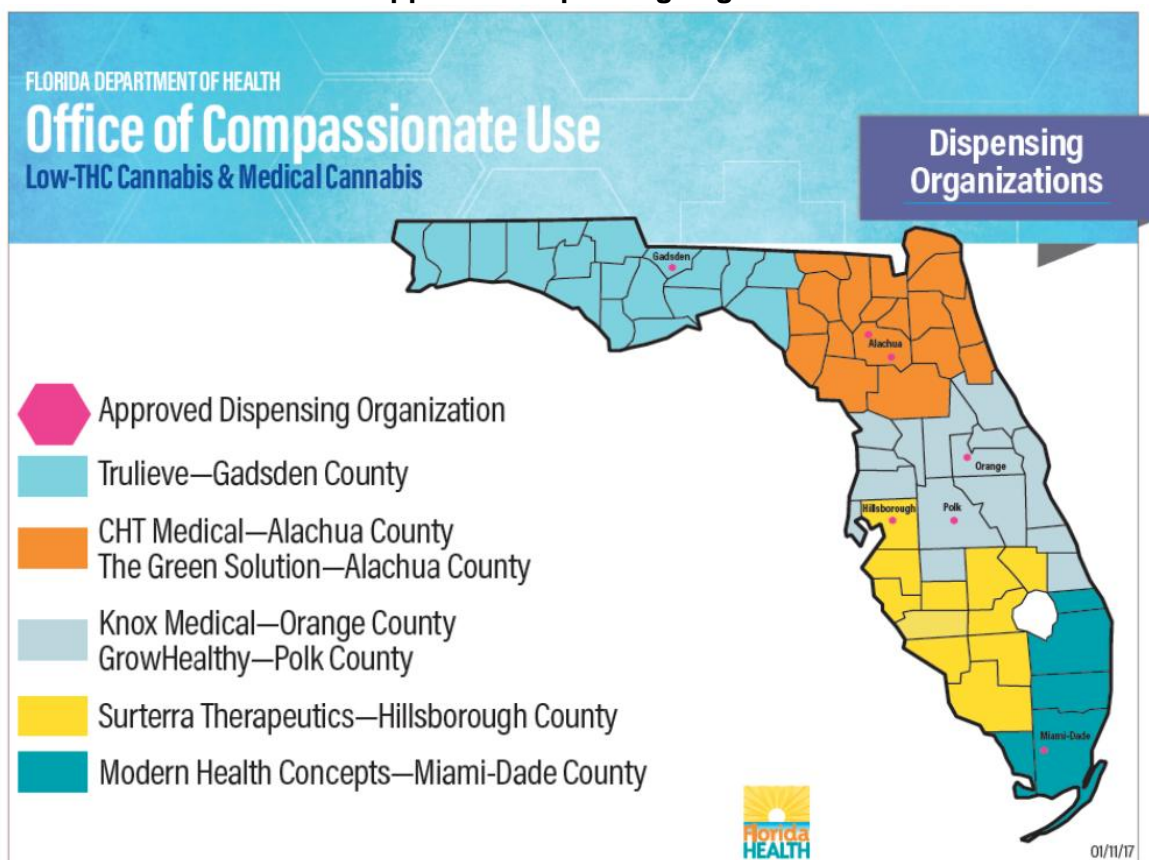 FLORIDA DEPARTMENT OF HEALTH
Office of Compassionate Use
Low-THC Cannabis & Medical Cannabis
Dispensing
Organizations
Gadsden
Alachua
Orange
Hillsborough
Polk
Miami-Dade
Approved Dispensing Organization
Trulieve—Gadsden County
CHT Medical—Alachua County
The Green Solution—Alachua County
Knox Medical—Orange County
GrowHealthy—Polk County
Surterra Therapeutics—Hillsborough County
Modern Health Concepts—Miami-Dade County
Florida
HEALTH
01/11/17